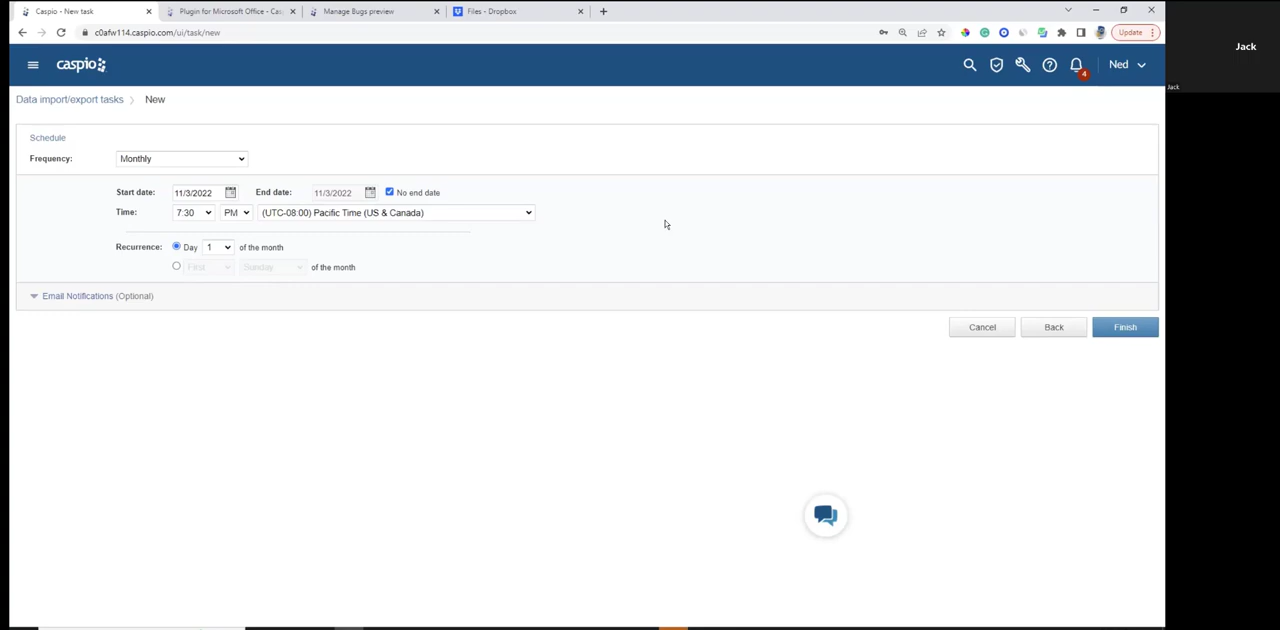 Caspio - New task
Plugin for Microsoft Office - Cas
Manage Bugs preview
Files - Dropbox
c0afw114.caspio.com/ui/task/new
Update
Jack
caspio
4
Ned
Jack
Data import/export tasks New
Schedule
Frequency: Monthly
Start date: 11/3/2022 End date: 11/3/2022 No end date
Time: 7:30 PM (UTC-08:00) Pacific Time (US & Canada)
Recurrence: Day 1 of the month
First Sunday of the month
Email Notifications (Optional)
Cancel Back Finish